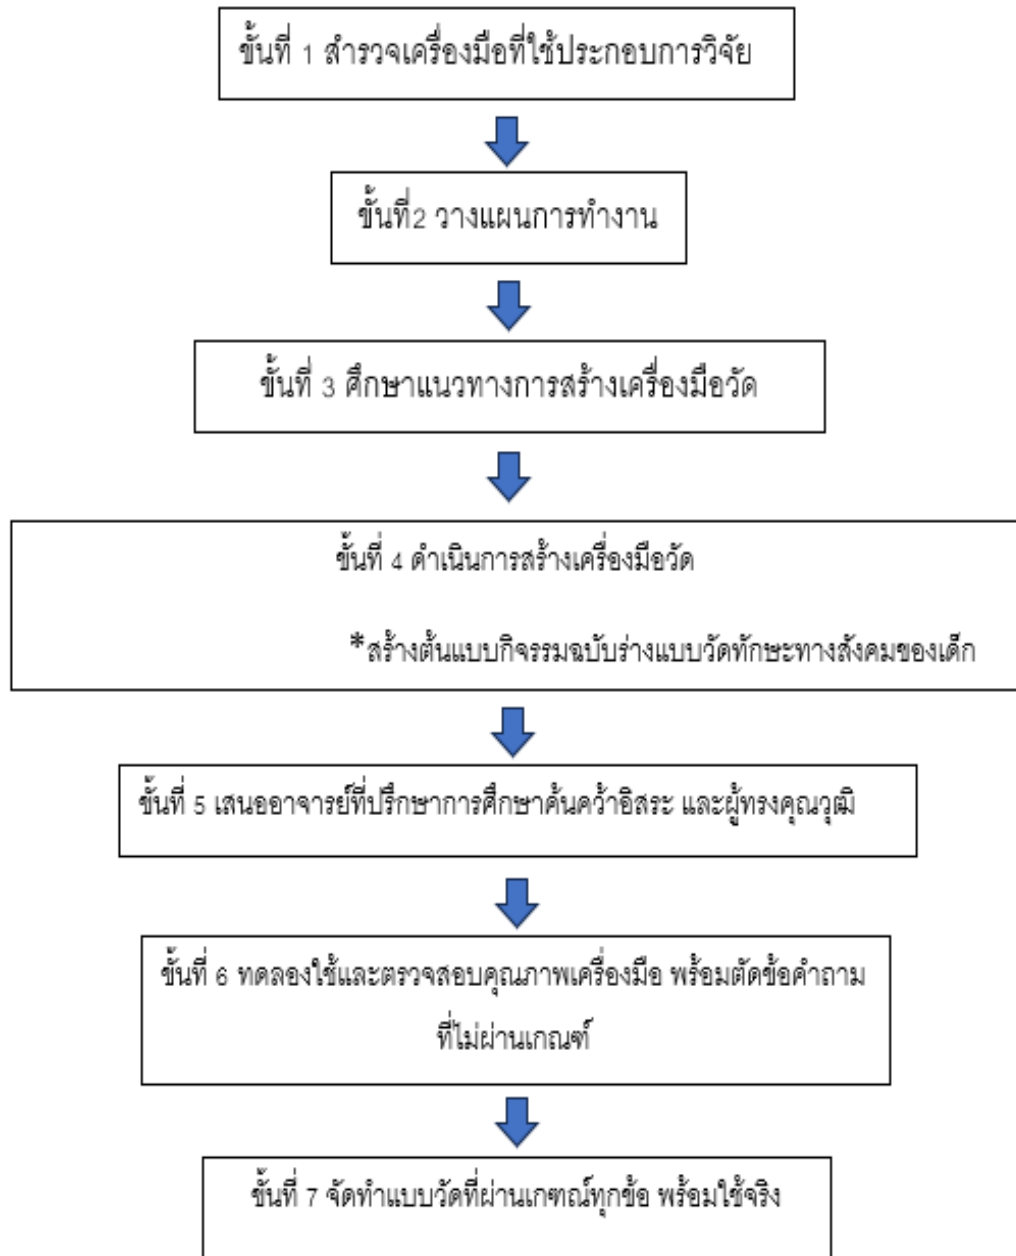 ขั้นที่ 1 สำรวจเครื่องมือที่ใช้ประกอบการวิจัย
ขั้นที่2 วางแผนการทำงาน
ขั้นที่ 3 ศึกษาแนวทางการสร้างเครื่องมือวัด
ขั้นที่ 4 ดำเนินการสร้างเครื่องมือวัด
*สร้างต้นแบบกิจรรมฉบับร่างแบบวัดทักษะทางสังคมของเด็ก
ขั้นที่ 5 เสนออาจารย์ที่ปรึกษาการศึกษาค้นคว้าอิสระ และผู้ทรงคุณวุฒิ
ขั้นที่ 6 ทดลองใช้และตรวจสอบคุณภาพเครื่องมือ พร้อมตัดข้อคำถาม
ที่ไม่ผ่านเกณฑ์
ขั้นที่ 7 จัดทำแบบวัดที่ผ่านเกฑณ์ทุกข้อ พร้อมใช้จริง